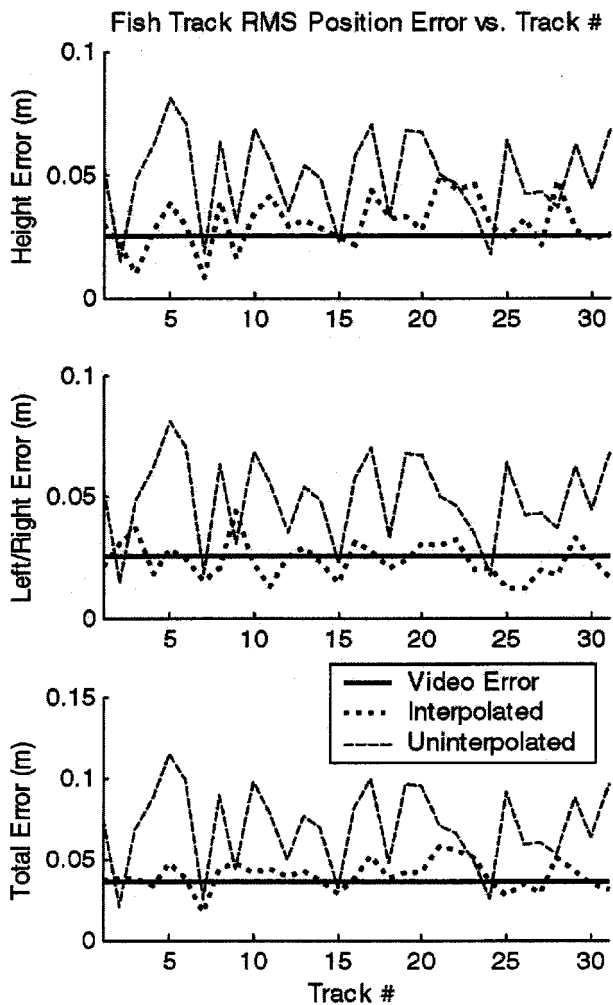 Fish Track RMS Position Error vs. Track #
Height Error (m)
0.1
0.05
0
5 10 15 20 25 30
Left/Right Error (m)
0.1
0.05
0
5 10 15 20 25 30
Video Error
Interpolated
Uninterpolated
Total Error (m)
0.15
0.1
0.05
0
5 10 15 20 25 30
Track #